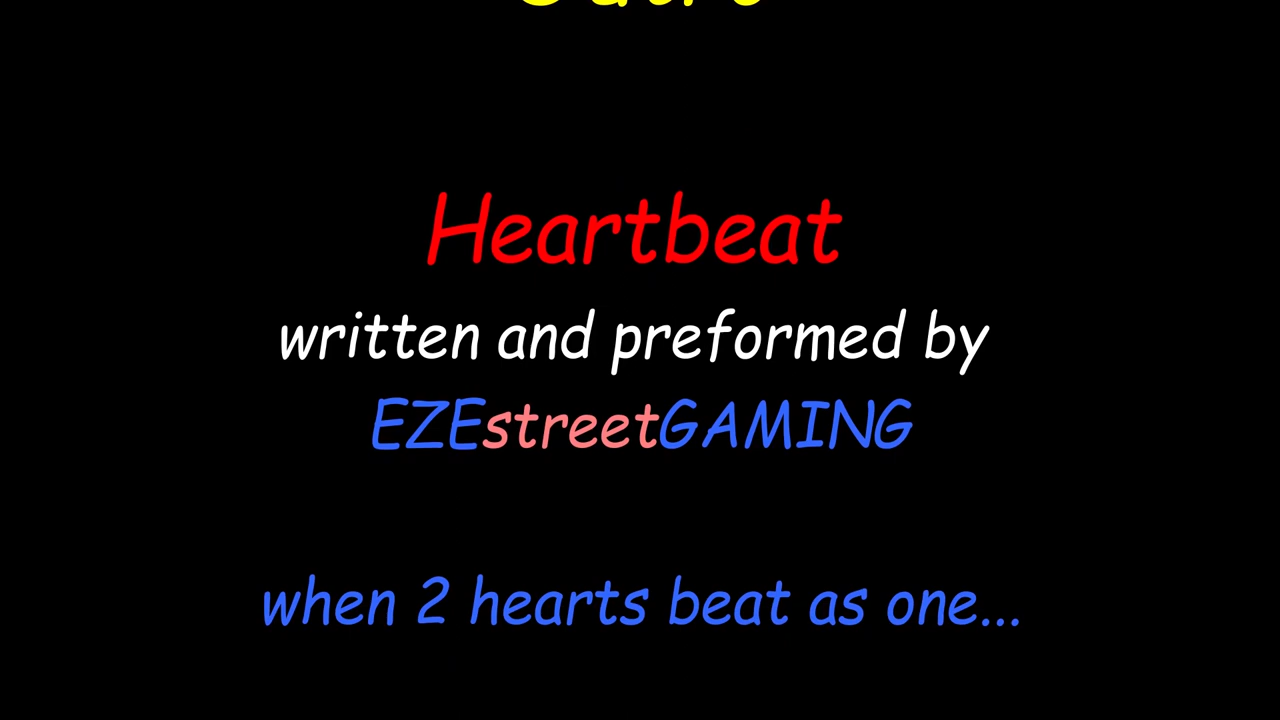 Heartbeat
written and preformed by
EZEstreetGAMING
when 2 hearts beat as one...